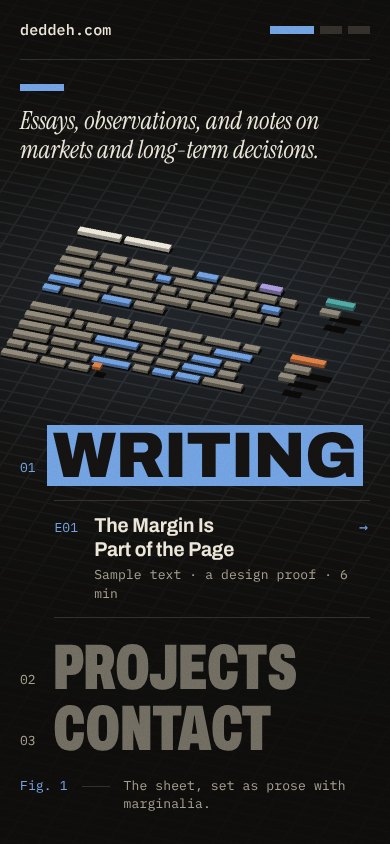 deddeh.com
Essays, observations, and notes on
markets and long-term decisions.
01 WRITING
E01 The Margin Is →
Part of the Page
Sample text · a design proof · 6
min
02 PROJECTS
03 CONTACT
Fig. 1 The sheet, set as prose with
marginalia.